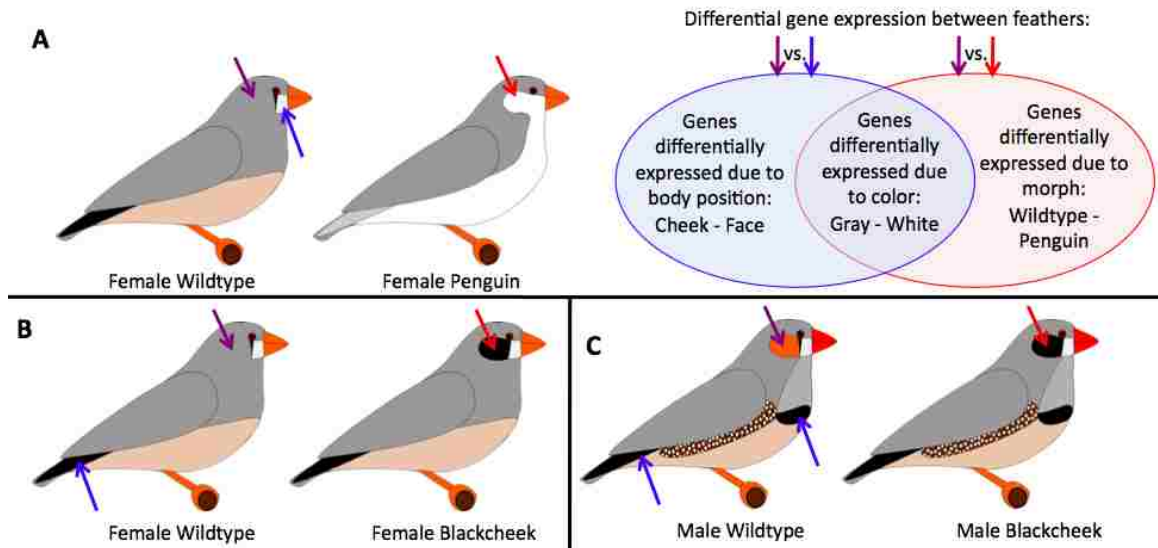 A
Differential gene expression between feathers:
vs.
vs.
Genes
differentially
expressed due to
body position:
Cheek - Face
Genes
differentially
expressed due
to color:
Gray - White
Genes
differentially
expressed due to
morph:
Wildtype -
Penguin
Female Wildtype
Female Penguin
B
Female Wildtype
Female Blackcheek
C
Male Wildtype
Male Blackcheek